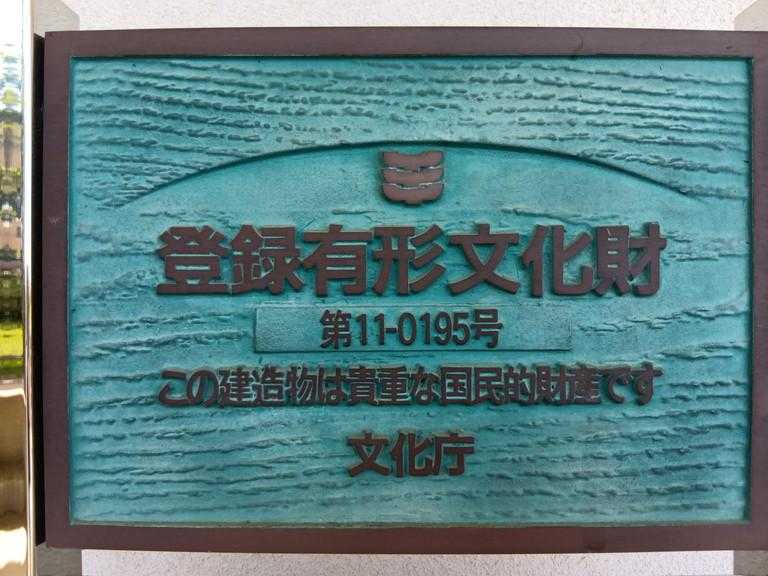 登録有形文化財
第11-0195号
この建造物は貴重な国民的財産です
文化庁